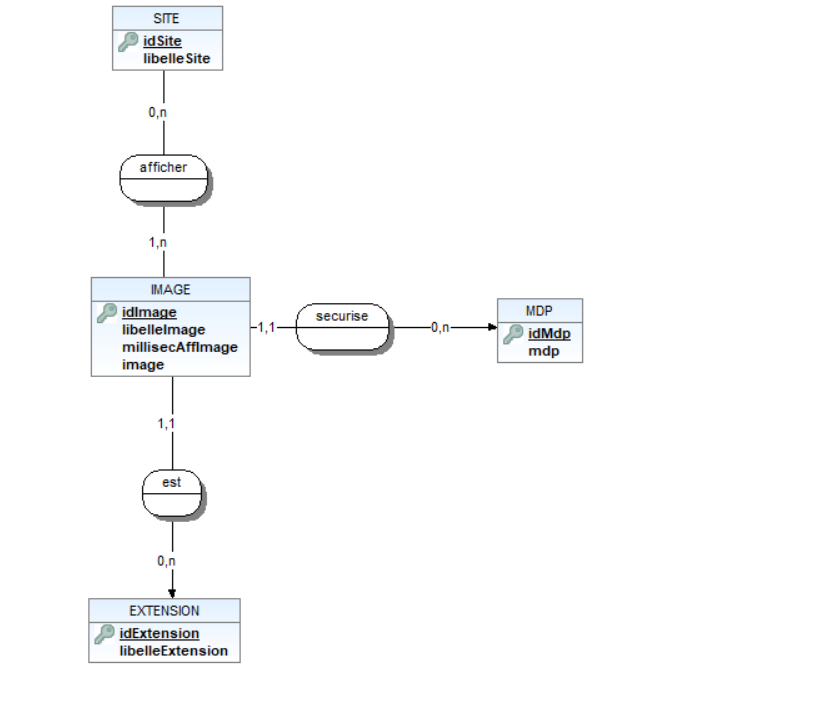 SITE
idSite
libelleSite
0,n
afficher
1,n
IMAGE
idImage
libelleImage
millisecAffImage
image
1,1
securise
0,n
MDP
idMdp
mdp
1,1
est
0,n
EXTENSION
idExtension
libelleExtension